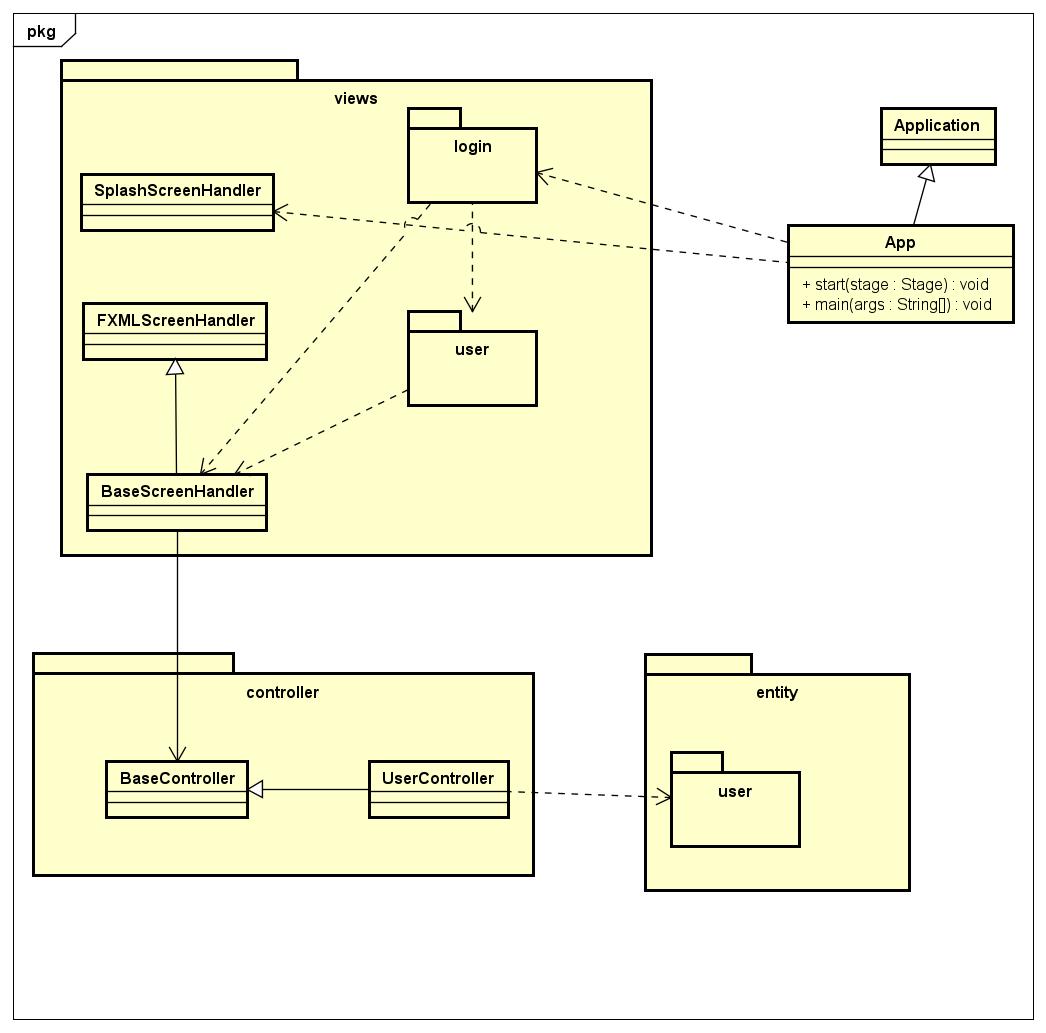 pkg
views
login
Application
SplashScreenHandler
App
+ start(stage : Stage) : void
+ main(args : String[]) : void
FXMLScreenHandler
user
BaseScreenHandler
controller
entity
BaseController
UserController
user